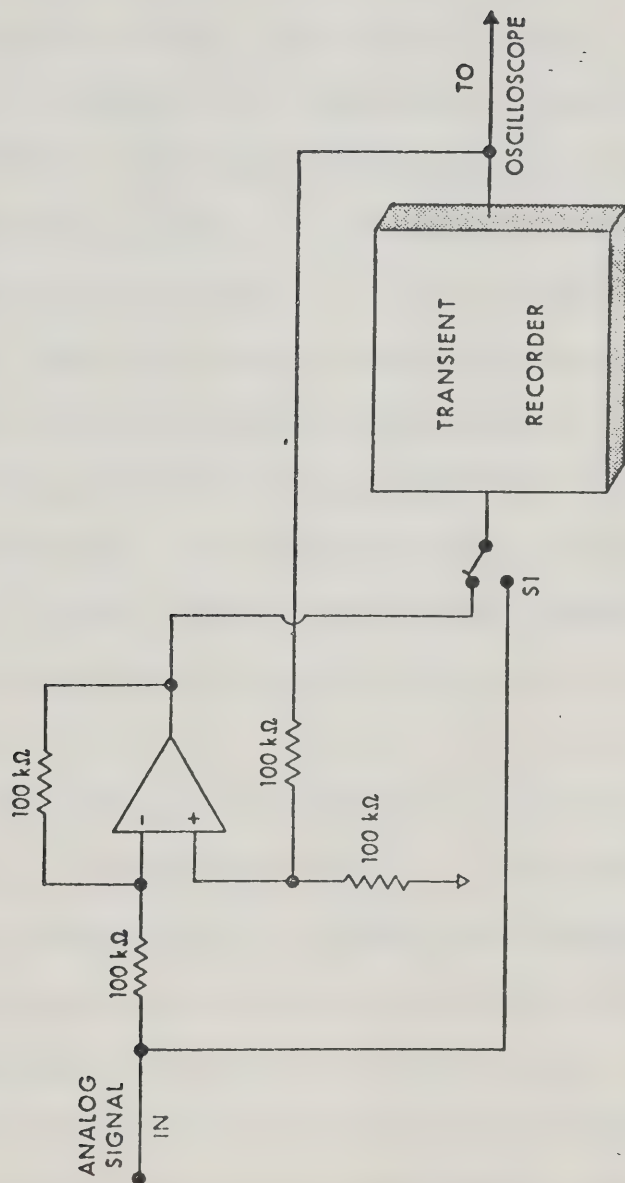 ANALOG
SIGNAL
IN
100 kΩ
100 kΩ
-
+
100 kΩ
100 kΩ
S1
TRANSIENT
RECORDER
TO
OSCILLOSCOPE